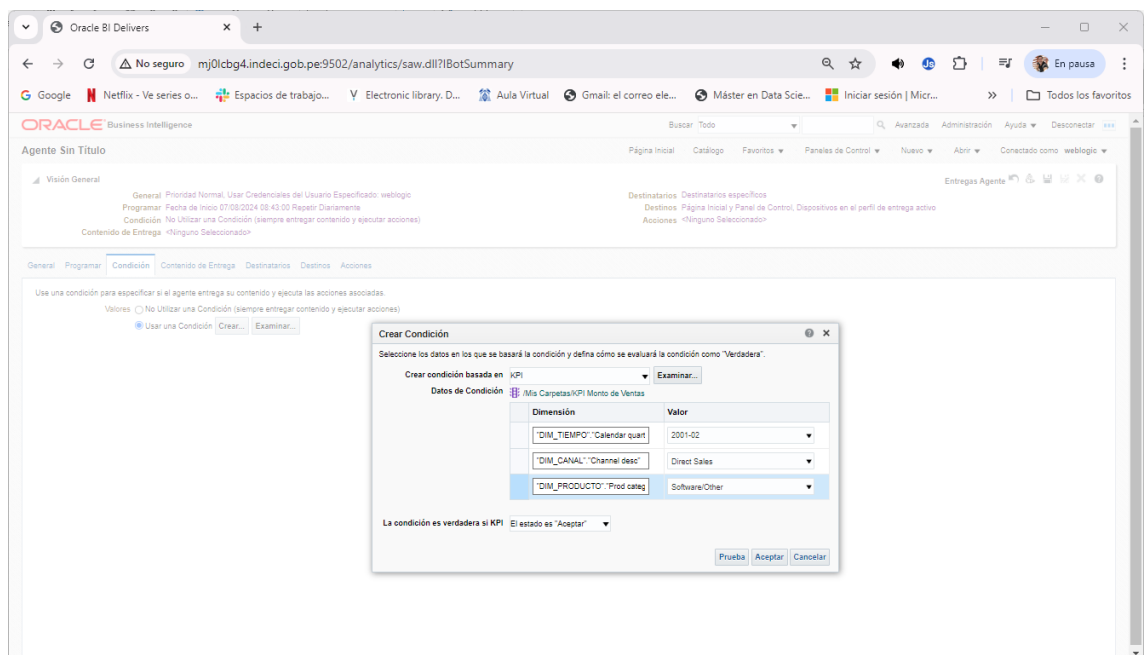 Oracle BI Delivers
No seguro mj0lcbg4.indeci.gob.pe:9502/analytics/saw.dll?IBotSummary En pausa
Google Netflix - Ve series o... Espacios de trabajo... Electronic library. D... Aula Virtual Gmail: el correo ele... Máster en Data Scie... Iniciar sesión | Micr... » Todos los favoritos
ORACLE Business Intelligence Buscar Todo Avanzada Administración Ayuda Desconectar
Agente Sin Título Página Inicial Catálogo Favoritos Paneles de Control Nuevo Abrir Conectado como weblogic
Visión General Entregas Agente
General Prioridad Normal, Usar Credenciales del Usuario Especificado: weblogic Destinatarios Destinatarios específicos
Programar Fecha de Inicio 07/08/2024 08:43:00 Repetir Diariamente Destinos Página Inicial y Panel de Control, Dispositivos en el perfil de entrega activo
Condición No Utilizar una Condición (siempre entregar contenido y ejecutar acciones) Acciones <Ninguno Seleccionado>
Contenido de Entrega <Ninguno Seleccionado>
General Programar Condición Contenido de Entrega Destinatarios Destinos Acciones
Use una condición para especificar si el agente entrega su contenido y ejecuta las acciones asociadas.
Valores No Utilizar una Condición (siempre entregar contenido y ejecutar acciones)
Usar una Condición Crear... Examinar...
Crear Condición
Seleccione los datos en los que se basará la condición y defina cómo se evaluará la condición como "Verdadera".
Crear condición basada en KPI Examinar...
Datos de Condición /Mis Carpetas/KPI Monto de Ventas
Dimensión Valor
"DIM_TIEMPO"."Calendar quart 2001-02
"DIM_CANAL"."Channel desc" Direct Sales
"DIM_PRODUCTO"."Prod categ Software/Other
La condición es verdadera si KPI El estado es "Aceptar"
Prueba Aceptar Cancelar